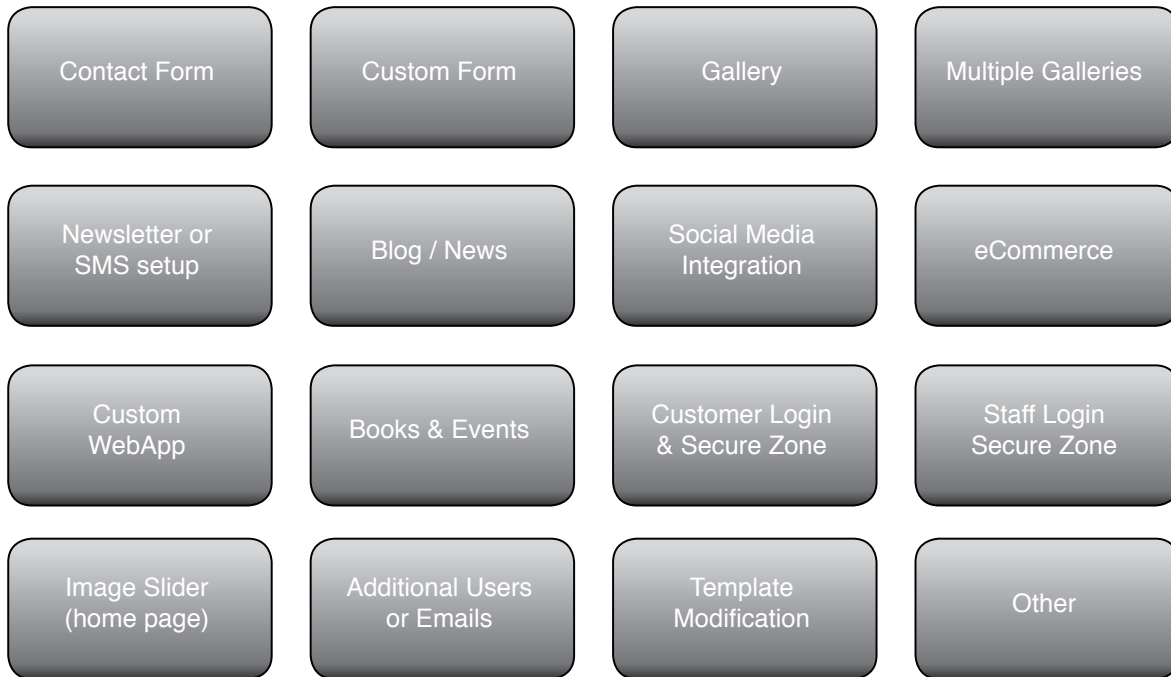 Contact Form
Custom Form
Gallery
Multiple Galleries
Newsletter or
SMS setup
Blog / News
Social Media
Integration
eCommerce
Custom
WebApp
Books & Events
Customer Login
& Secure Zone
Staff Login
Secure Zone
Image Slider
(home page)
Additional Users
or Emails
Template
Modification
Other